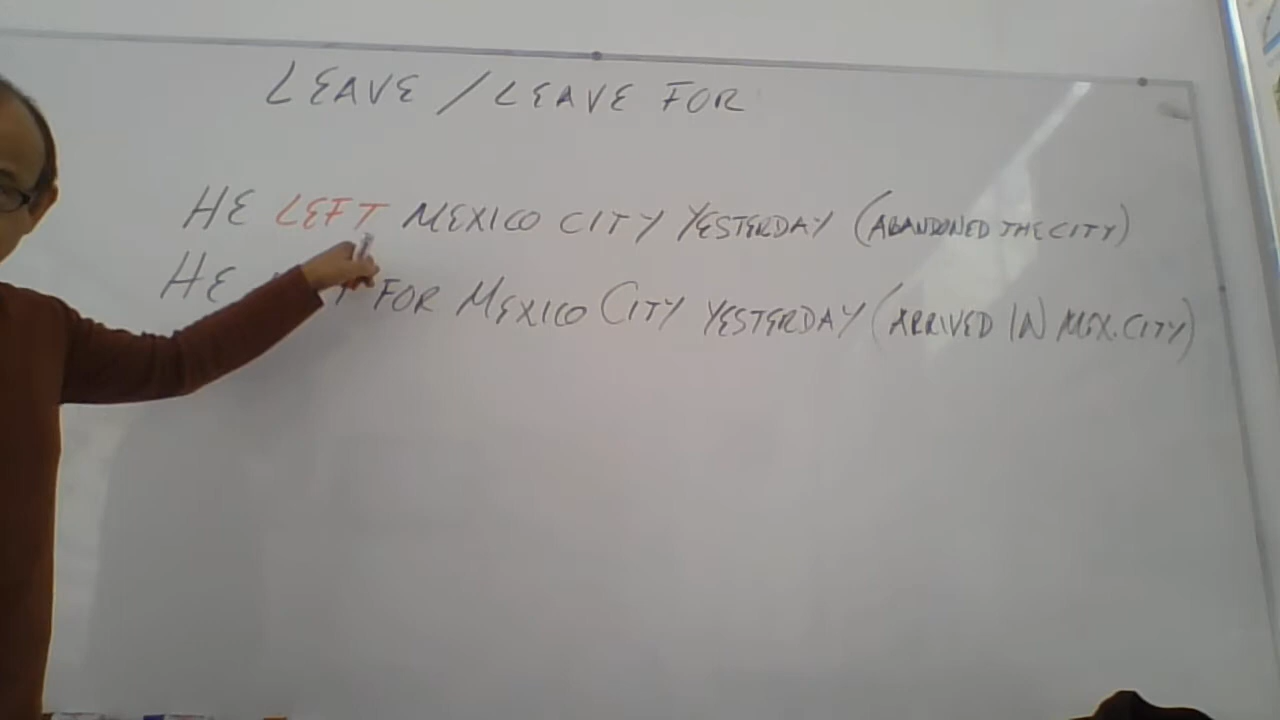 LEAVE / LEAVE FOR
HE LEFT MEXICO CITY YESTERDAY (ABANDONED THE CITY)
HE FOR MEXICO CITY YESTERDAY (ARRIVED IN MEX. CITY)